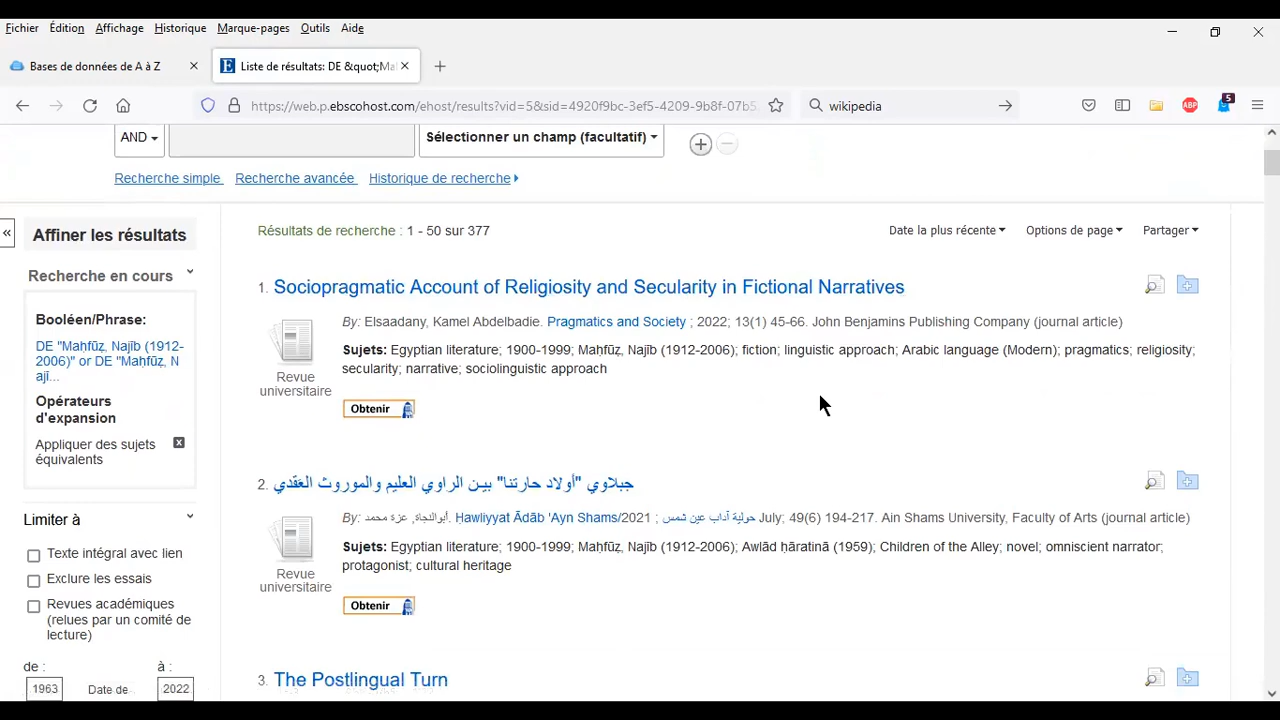 Fichier Édition Affichage Historique Marque-pages Outils Aide
Bases de données de A à Z
Liste de résultats: DE &quot;Ma
https://web.p.ebscohost.com/ehost/results?vid=5&sid=4920f9bc-3ef5-4209-9b8f-07b5
wikipedia
ABP
5
AND
Sélectionner un champ (facultatif)
Recherche simple Recherche avancée Historique de recherche
Affiner les résultats
Recherche en cours
Booléen/Phrase:
DE "Maḥfūẓ, Najīb (1912-
2006)" or DE "Maḥfūẓ, N
ajī...
Opérateurs
d'expansion
Appliquer des sujets
équivalents
Limiter à
Texte intégral avec lien
Exclure les essais
Revues académiques
(relues par un comité de
lecture)
de : à :
1963 Date de 2022
Résultats de recherche : 1 - 50 sur 377
Date la plus récente Options de page Partager
1. Sociopragmatic Account of Religiosity and Secularity in Fictional Narratives
By: Elsaadany, Kamel Abdelbadie. Pragmatics and Society ; 2022; 13(1) 45-66. John Benjamins Publishing Company (journal article)
Sujets: Egyptian literature; 1900-1999; Maḥfūẓ, Najīb (1912-2006); fiction; linguistic approach; Arabic language (Modern); pragmatics; religiosity;
secularity; narrative; sociolinguistic approach
Revue
universitaire
Obtenir
2. جبلاوي "أولاد حارتنا" بين الراوي العليم والموروث العَقَدي
By: أبوالنجاة, عزة محمد. Ḥawliyyat Ādāb 'Ayn Shams/حولية آداب عين شمس ; 2021 July; 49(6) 194-217. Ain Shams University, Faculty of Arts (journal article)
Sujets: Egyptian literature; 1900-1999; Maḥfūẓ, Najīb (1912-2006); Awlād ḥāratinā (1959); Children of the Alley; novel; omniscient narrator;
protagonist; cultural heritage
Revue
universitaire
Obtenir
3. The Postlingual Turn